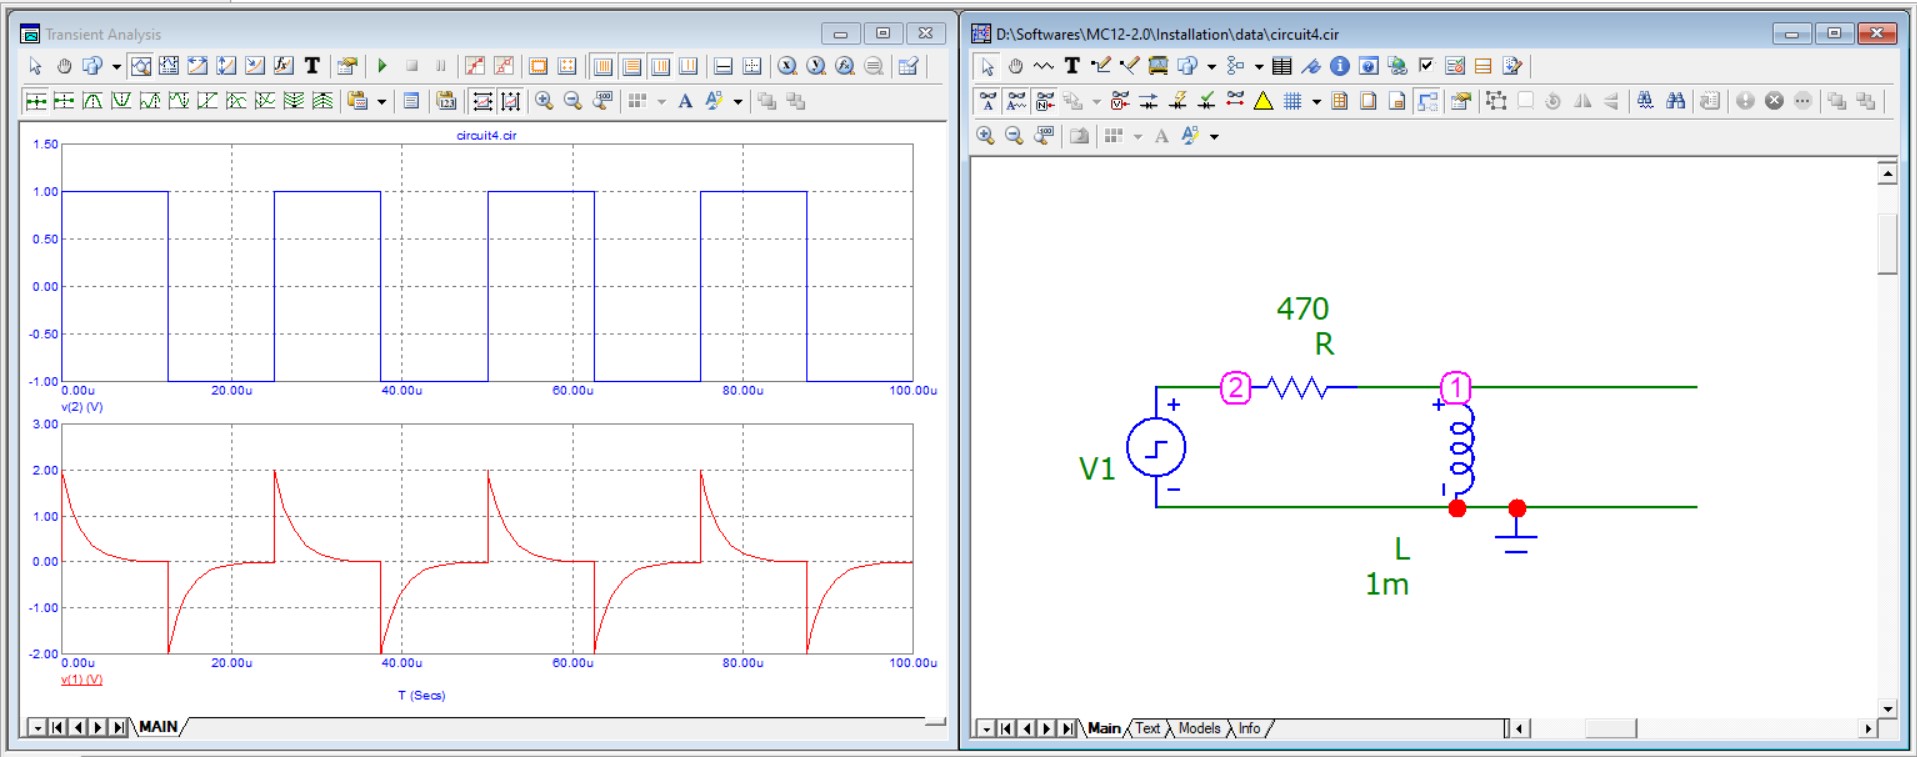 Transient Analysis
T
A
circuit4.cir
1.50
1.00
0.50
0.00
-0.50
-1.00
0.00u 20.00u 40.00u 60.00u 80.00u 100.00u
v(2) (V)
3.00
2.00
1.00
0.00
-1.00
-2.00
0.00u 20.00u 40.00u 60.00u 80.00u 100.00u
v(1) (V)
T (Secs)
MAIN
D:\Softwares\MC12-2.0\Installation\data\circuit4.cir
T
A
470
R
2
1
+
+
V1
−
L
1m
Main Text Models Info